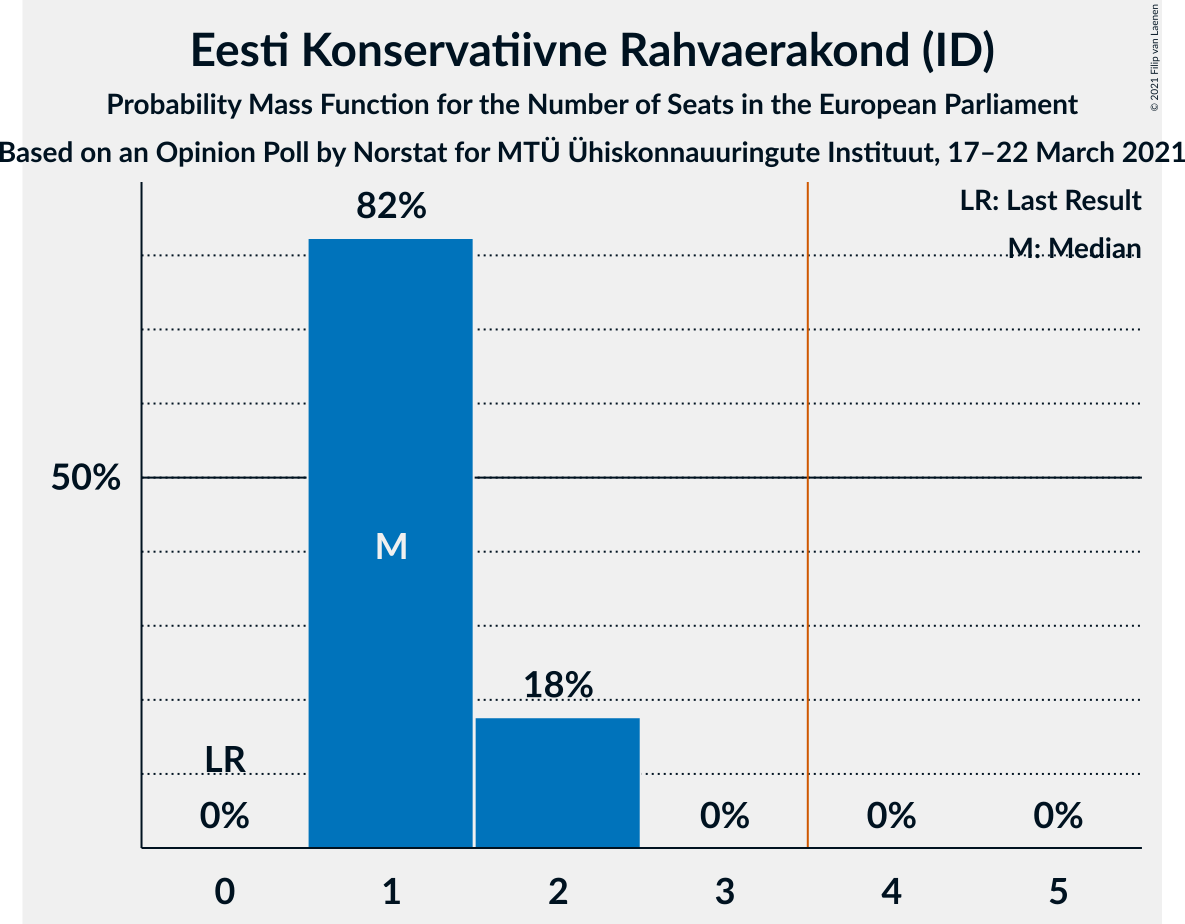 Eesti Konservatiivne Rahvaerakond (ID)
Probability Mass Function for the Number of Seats in the European Parliament
Based on an Opinion Poll by Norstat for MTÜ Ühiskonnauuringute Instituut, 17–22 March 2021
© 2021 Filip van Laenen
LR: Last Result
M: Median
82%
50%
M
18%
LR
0%
0%
0%
0%
0
1
2
3
4
5